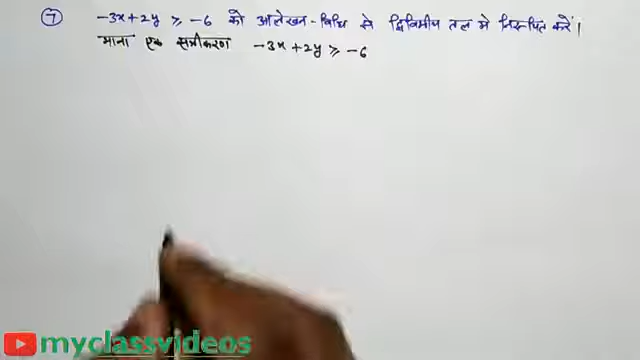 ⑦ -3x+2y ≥ -6 को आलेखन-विधि से द्विविमीय तल मे निरूपित करें।
माना एक समीकरण -3x+2y ≥ -6
myclassvideos